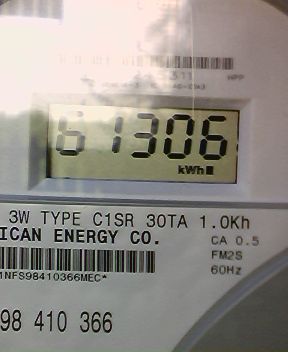 61306
kWh
3W TYPE C1SR 30TA 1.0Kh
ICAN ENERGY CO.
CA 0.5
FM2S
60Hz
1NFS98410366MEC*
98 410 366